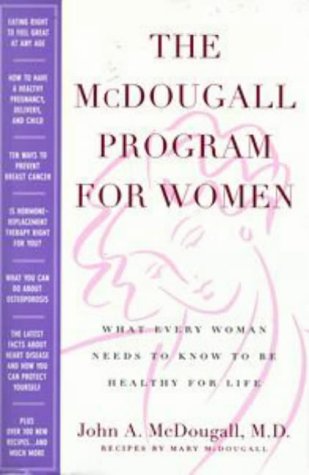 EATING RIGHT
TO FEEL GREAT
AT ANY AGE
HOW TO HAVE
A HEALTHY
PREGNANCY,
DELIVERY,
AND CHILD
TEN WAYS TO
PREVENT
BREAST CANCER
IS HORMONE-
REPLACEMENT
THERAPY RIGHT
FOR YOU?
WHAT YOU CAN
DO ABOUT
OSTEOPOROSIS
THE LATEST
FACTS ABOUT
HEART DISEASE
AND HOW YOU
CAN PROTECT
YOURSELF
PLUS
OVER 100 NEW
RECIPES...AND
MUCH MORE
THE
McDOUGALL
PROGRAM
FOR WOMEN
WHAT EVERY WOMAN
NEEDS TO KNOW TO BE
HEALTHY FOR LIFE
John A. McDougall, M.D.
RECIPES BY MARY McDOUGALL